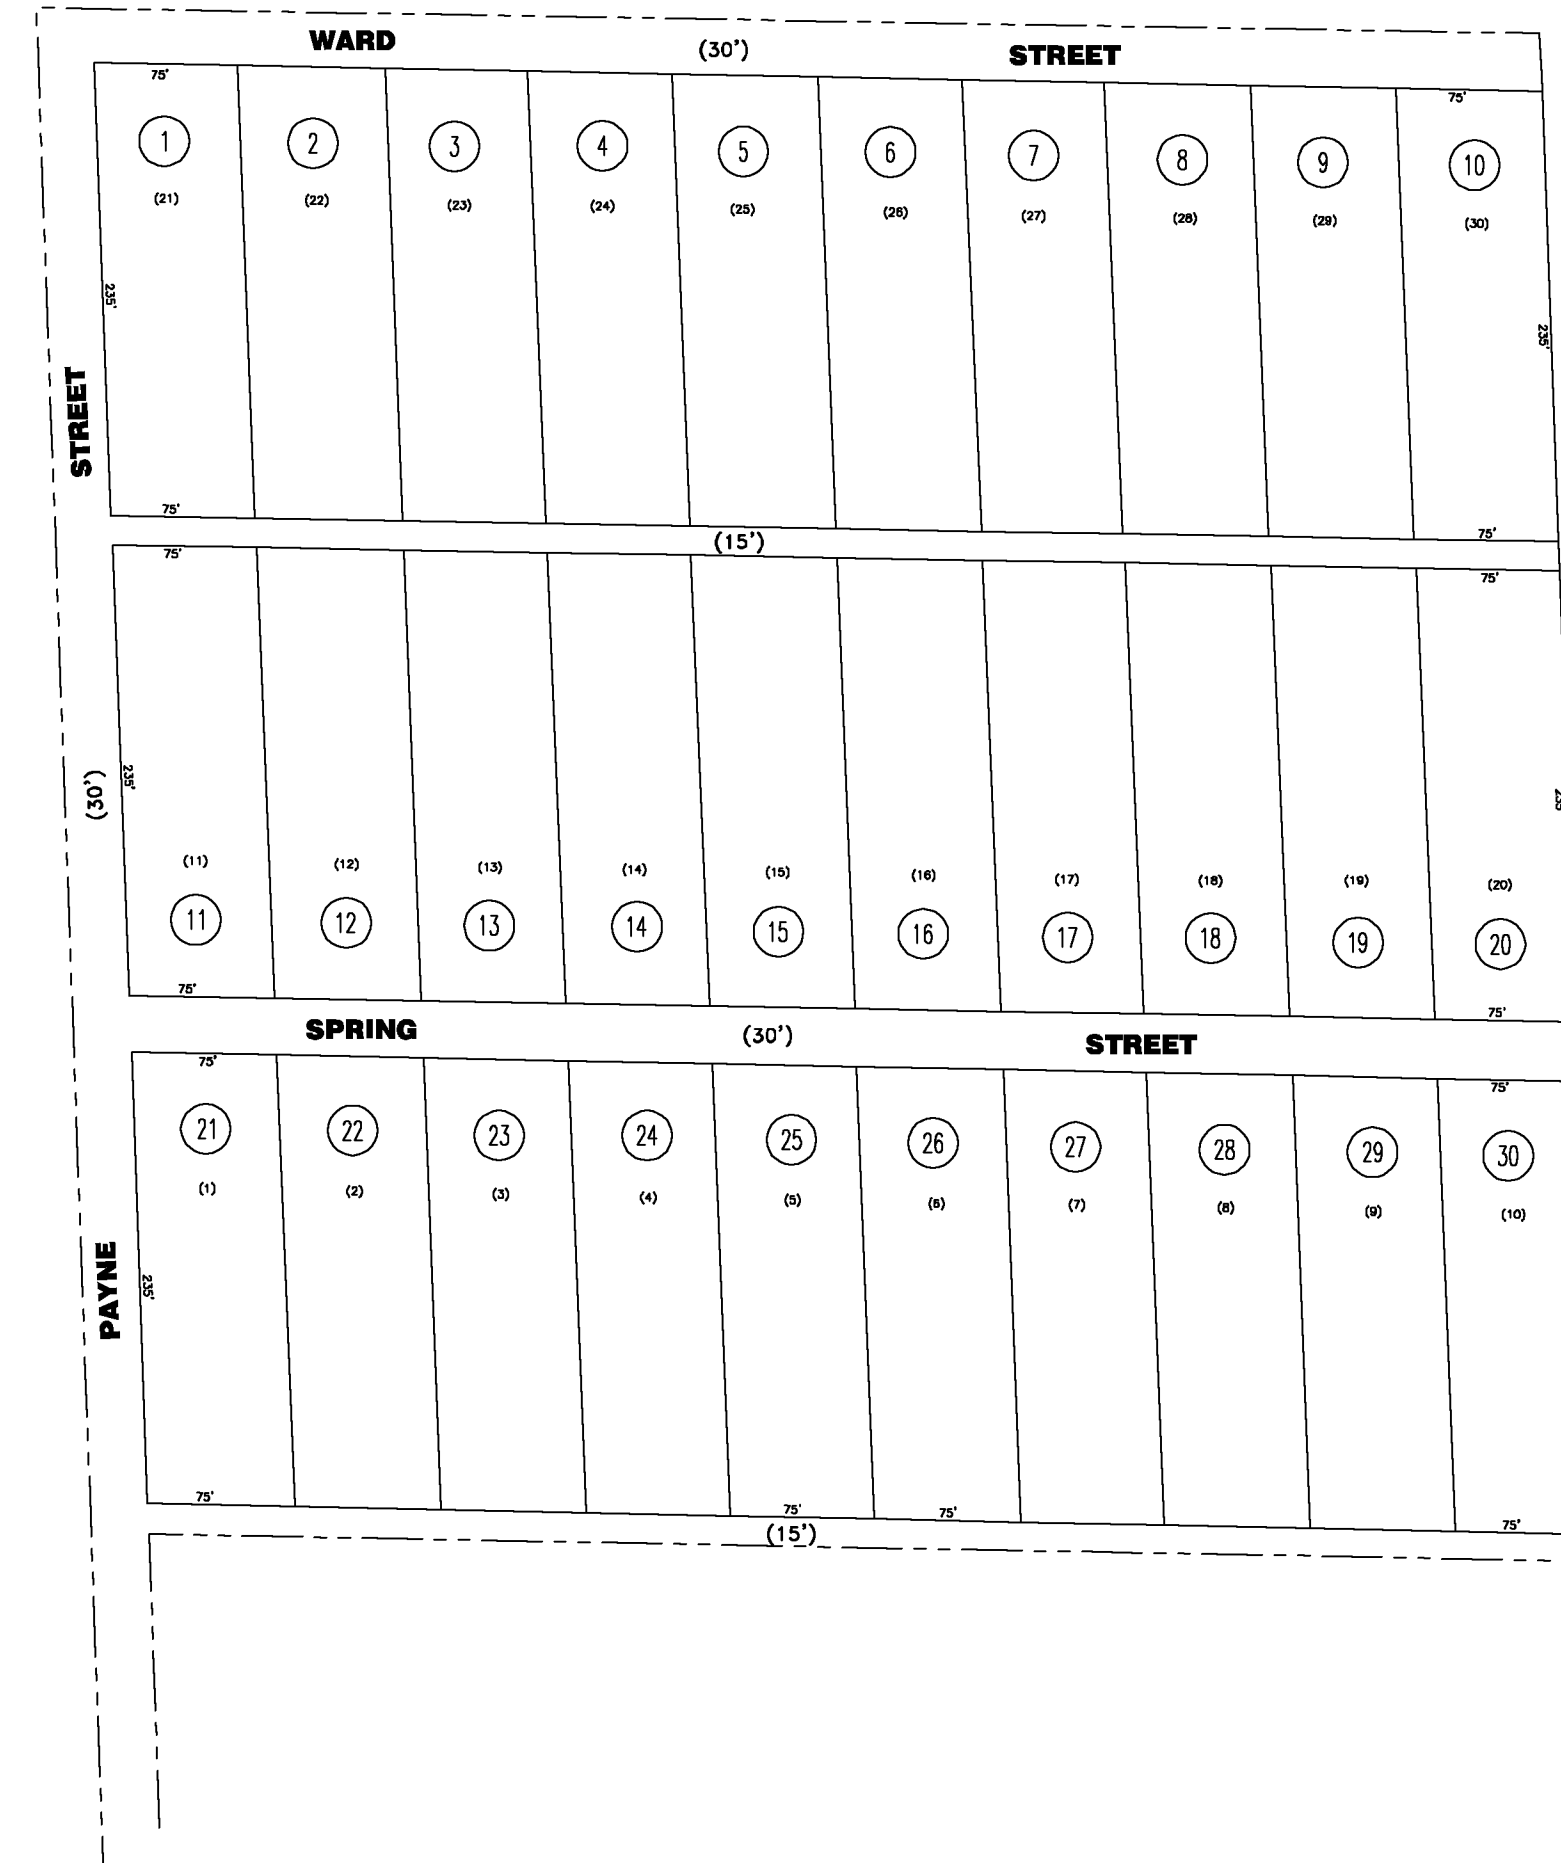 WARD (30') STREET
75' 75'
1 2 3 4 5 6 7 8 9 10
(21) (22) (23) (24) (25) (26) (27) (28) (29) (30)
235' 235'
STREET
75' 75'
(15')
75' 75'
(30') 235'
(11) (12) (13) (14) (15) (16) (17) (18) (19) (20)
11 12 13 14 15 16 17 18 19 20
75' 75'
SPRING (30') STREET
75' 75'
21 22 23 24 25 26 27 28 29 30
(1) (2) (3) (4) (5) (6) (7) (8) (9) (10)
PAYNE 235'
75' 75' 75' 75'
(15')